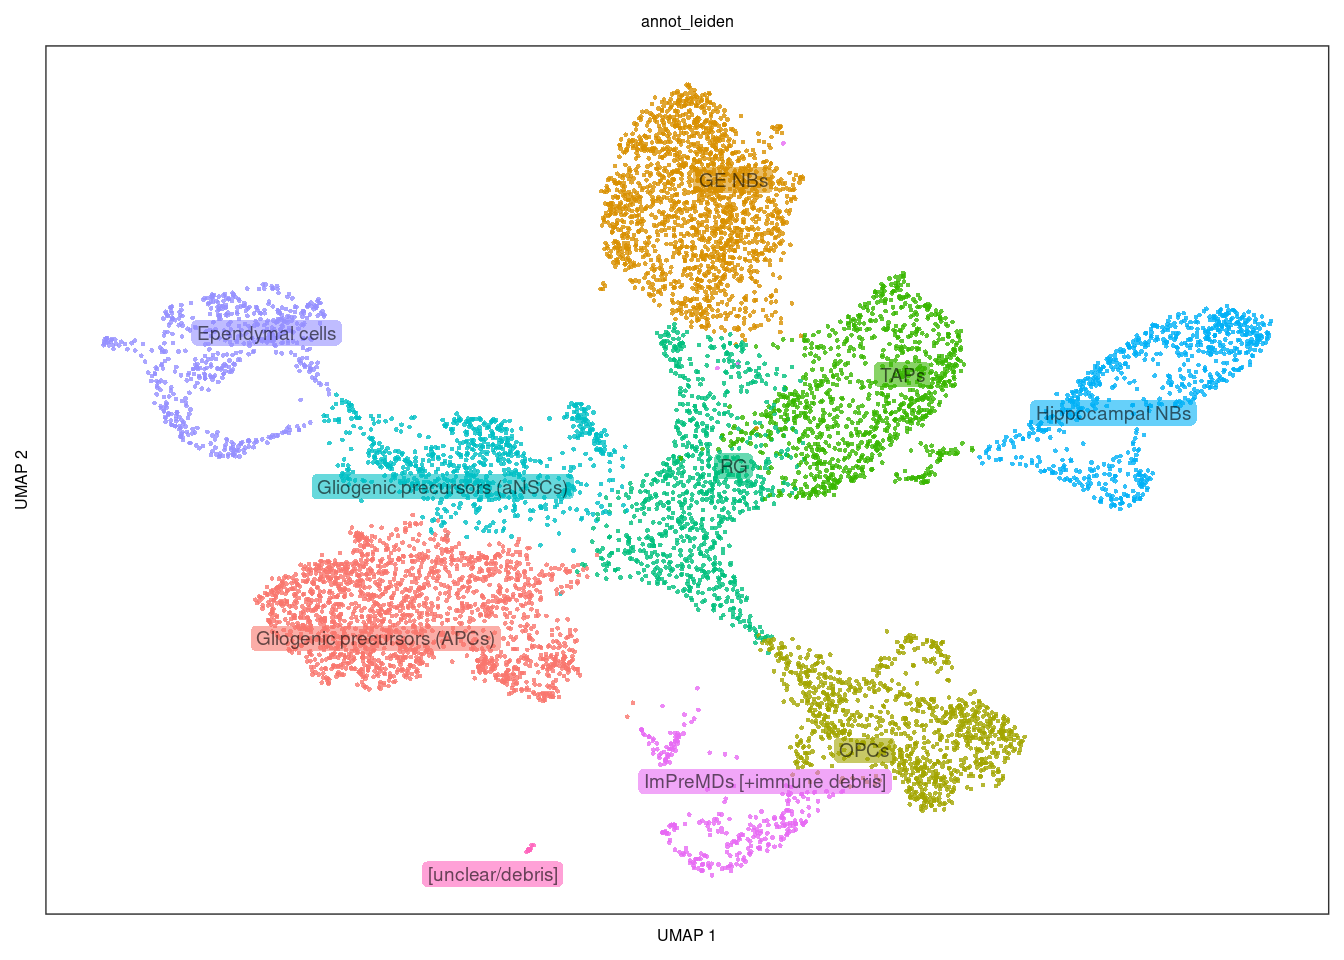 annot_leiden
GE NBs
Ependymal cells
TAPs
Hippocampal NBs
RG
Gliogenic precursors (aNSCs)
Gliogenic precursors (APCs)
OPCs
ImPreMDs [+immune debris]
[unclear/debris]
UMAP 2
UMAP 1